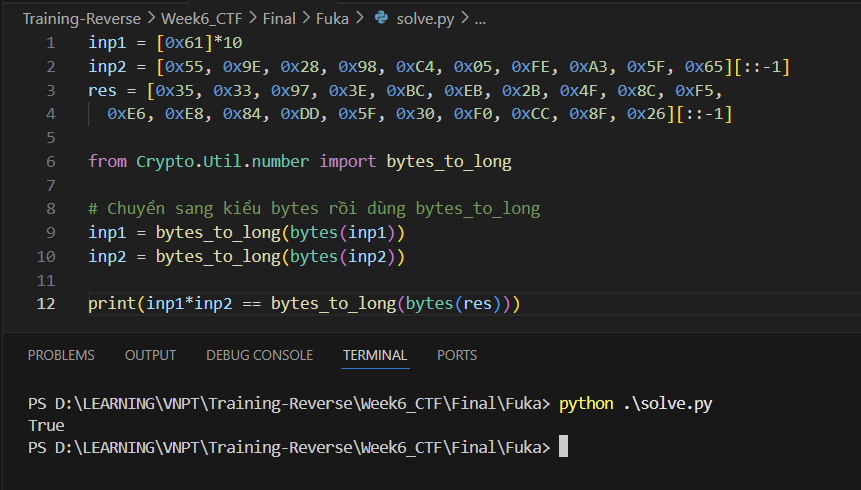 Training-Reverse > Week6_CTF > Final > Fuka > solve.py > ...
1 inp1 = [0x61]*10
2 inp2 = [0x55, 0x9E, 0x28, 0x98, 0xC4, 0x05, 0xFE, 0xA3, 0x5F, 0x65][::-1]
3 res = [0x35, 0x33, 0x97, 0x3E, 0xBC, 0xEB, 0x2B, 0x4F, 0x8C, 0xF5,
4 0xE6, 0xE8, 0x84, 0xDD, 0x5F, 0x30, 0xF0, 0xCC, 0x8F, 0x26][::-1]
5
6 from Crypto.Util.number import bytes_to_long
7
8 # Chuyển sang kiểu bytes rồi dùng bytes_to_long
9 inp1 = bytes_to_long(bytes(inp1))
10 inp2 = bytes_to_long(bytes(inp2))
11
12 print(inp1*inp2 == bytes_to_long(bytes(res)))
PROBLEMS OUTPUT DEBUG CONSOLE TERMINAL PORTS
PS D:\LEARNING\VNPT\Training-Reverse\Week6_CTF\Final\Fuka> python .\solve.py
True
PS D:\LEARNING\VNPT\Training-Reverse\Week6_CTF\Final\Fuka>